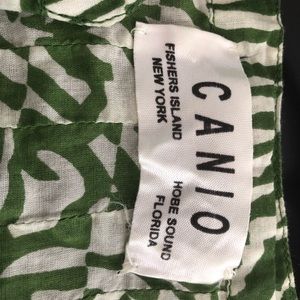 CANIO
FISHERS ISLAND HOBE SOUND
NEW YORK FLORIDA